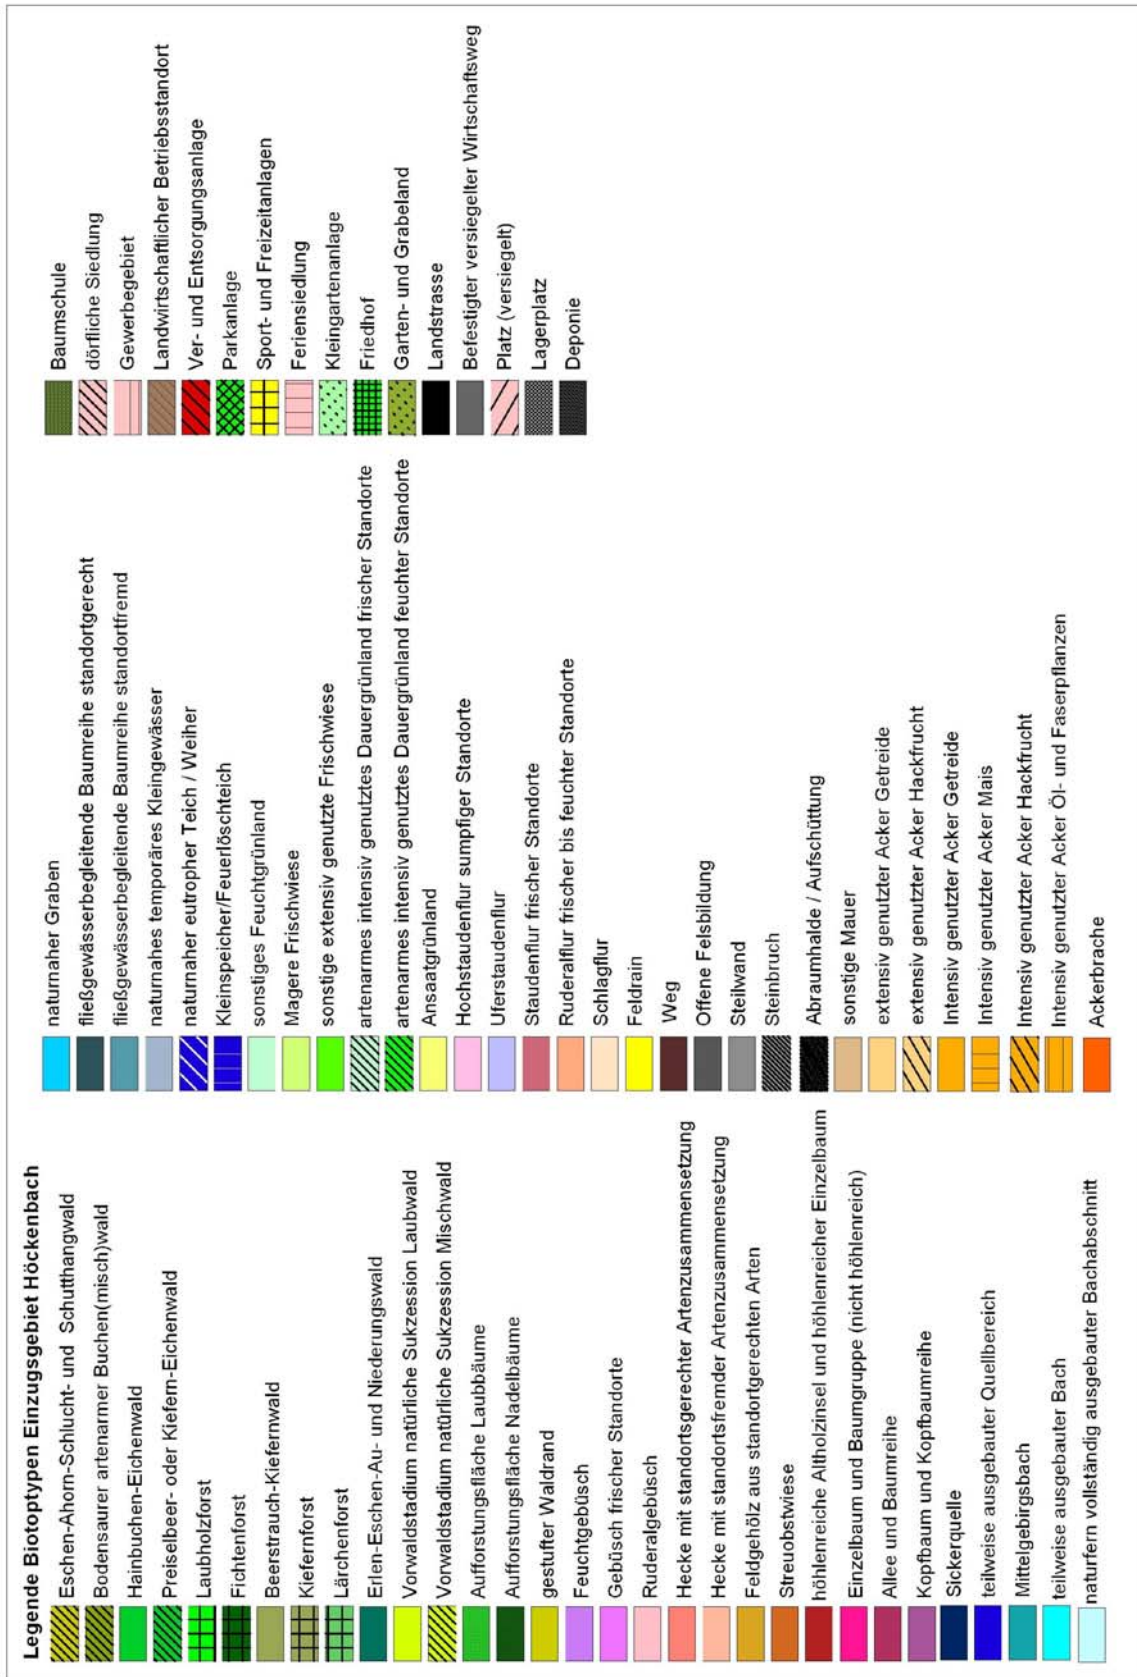 Legende Biotoptypen Einzugsgebiet Höckenbach
Eschen-Ahorn-Schlucht- und Schutthangwald
Bodensaurer artenarmer Buchen(misch)wald
Hainbuchen-Eichenwald
Preiselbeer- oder Kiefern-Eichenwald
Laubholzforst
Fichtenforst
Beerstrauch-Kiefernwald
Kiefernforst
Lärchenforst
Erlen-Eschen-Au- und Niederungswald
Vorwaldstadium natürliche Sukzession Laubwald
Vorwaldstadium natürliche Sukzession Mischwald
Aufforstungsfläche Laubbäume
Aufforstungsfläche Nadelbäume
gestufter Waldrand
Feuchtgebüsch
Gebüsch frischer Standorte
Ruderalgebüsch
Hecke mit standortsgerechter Artenzusammensetzung
Hecke mit standortsfremder Artenzusammensetzung
Feldgehölz aus standortgerechten Arten
Streuobstwiese
höhlenreiche Altholzinsel und höhlenreicher Einzelbaum
Einzelbaum und Baumgruppe (nicht höhlenreich)
Allee und Baumreihe
Kopfbaum und Kopfbaumreihe
Sickerquelle
teilweise ausgebauter Quellbereich
Mittelgebirgsbach
teilweise ausgebauter Bach
naturfern vollständig ausgebauter Bachabschnitt
naturnaher Graben
fließgewässerbegleitende Baumreihe standortgerecht
fließgewässerbegleitende Baumreihe standortfremd
naturnahes temporäres Kleingewässer
naturnaher eutropher Teich / Weiher
Kleinspeicher/Feuerlöschteich
sonstiges Feuchtgrünland
Magere Frischwiese
sonstige extensiv genutzte Frischwiese
artenarmes intensiv genutztes Dauergrünland frischer Standorte
artenarmes intensiv genutztes Dauergrünland feuchter Standorte
Ansaatgrünland
Hochstaudenflur sumpfiger Standorte
Uferstaudenflur
Staudenflur frischer Standorte
Ruderalflur frischer bis feuchter Standorte
Schlagflur
Feldrain
Weg
Offene Felsbildung
Steilwand
Steinbruch
Abraumhalde / Aufschüttung
sonstige Mauer
extensiv genutzter Acker Getreide
extensiv genutzter Acker Hackfrucht
Intensiv genutzter Acker Getreide
Intensiv genutzter Acker Mais
Intensiv genutzter Acker Hackfrucht
Intensiv genutzter Acker Öl- und Faserpflanzen
Ackerbrache
Baumschule
dörfliche Siedlung
Gewerbegebiet
Landwirtschaftlicher Betriebsstandort
Ver- und Entsorgungsanlage
Parkanlage
Sport- und Freizeitanlagen
Feriensiedlung
Kleingartenanlage
Friedhof
Garten- und Grabeland
Landstrasse
Befestigter versiegelter Wirtschaftsweg
Platz (versiegelt)
Lagerplatz
Deponie